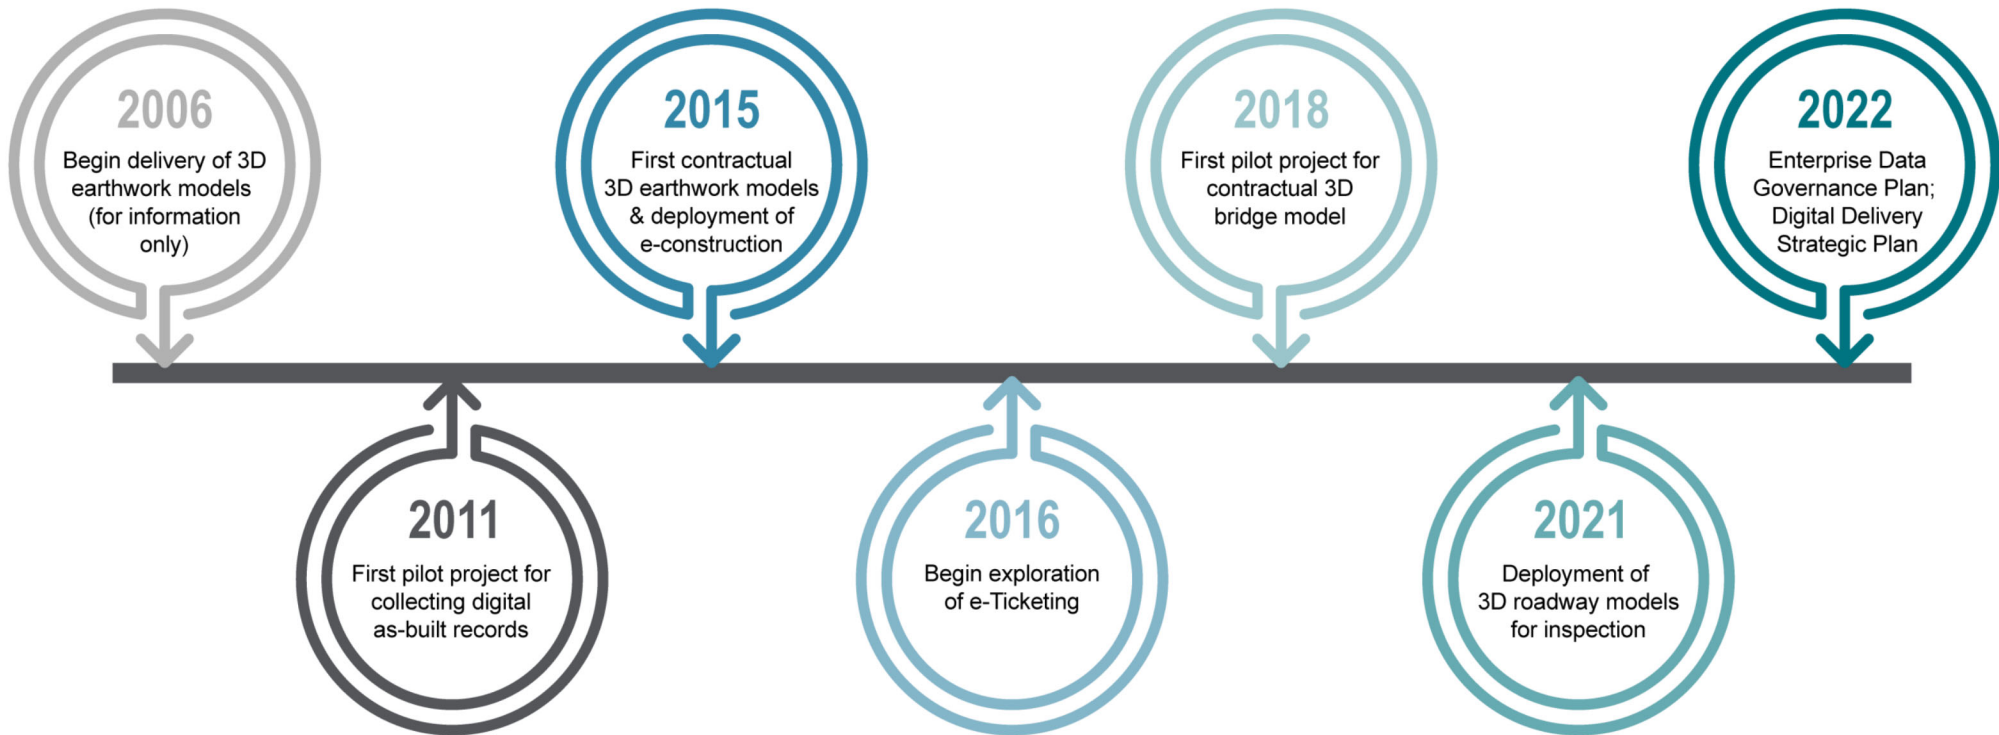 2006
Begin delivery of 3D
earthwork models
(for information
only)
2011
First pilot project for
collecting digital
as-built records
2015
First contractual
3D earthwork models
& deployment of
e-construction
2016
Begin exploration
of e-Ticketing
2018
First pilot project for
contractual 3D
bridge model
2021
Deployment of
3D roadway models
for inspection
2022
Enterprise Data
Governance Plan;
Digital Delivery
Strategic Plan